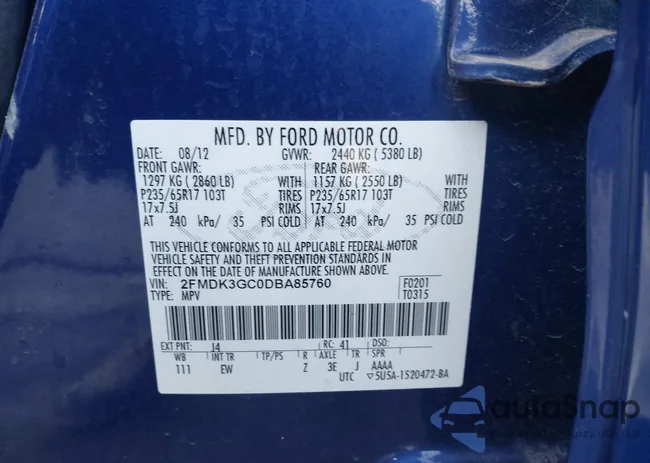 MFD. BY FORD MOTOR CO.
DATE: 08/12 GVWR: 2440 KG ( 5380 LB)
FRONT GAWR: REAR GAWR:
1297 KG ( 2860 LB) WITH 1157 KG ( 2550 LB) WITH
P235/65R17 103T TIRES P235/65R17 103T TIRES
17x7.5J RIMS 17x7.5J RIMS
AT 240 kPa/ 35 PSI COLD AT 240 kPa/ 35 PSI COLD
THIS VEHICLE CONFORMS TO ALL APPLICABLE FEDERAL MOTOR
VEHICLE SAFETY AND THEFT PREVENTION STANDARDS IN
EFFECT ON THE DATE OF MANUFACTURE SHOWN ABOVE.
VIN: 2FMDK3GC0DBA85760 F0201
TYPE: MPV T0315
EXT PNT: J4 RC: 41 DSO:
WB INT TR TP/PS R AXLE TR SPR
111 EW Z 3E J AAAA
UTC ▽5USA-1520472-BA
autaSnap